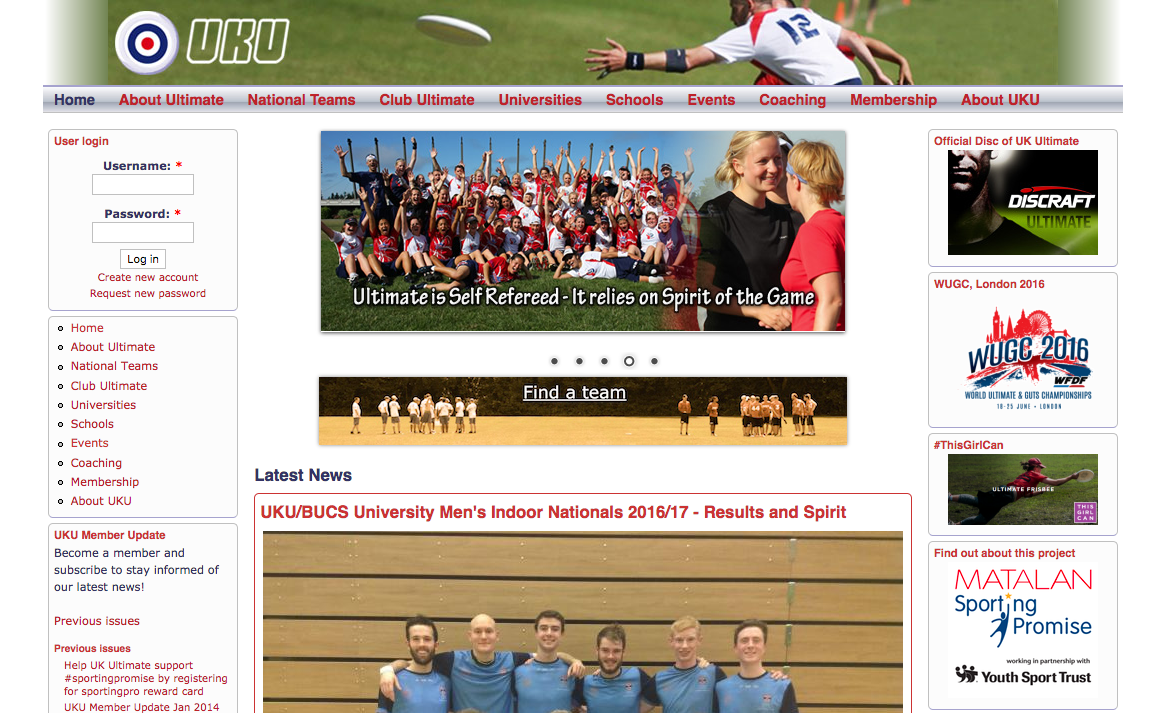 UKU
12
Home About Ultimate National Teams Club Ultimate Universities Schools Events Coaching Membership About UKU
User login
Username: *
Password: *
Log in
Create new account
Request new password
Home
About Ultimate
National Teams
Club Ultimate
Universities
Schools
Events
Coaching
Membership
About UKU
UKU Member Update
Become a member and
subscribe to stay informed of
our latest news!
Previous issues
Previous issues
Help UK Ultimate support
#sportingpromise by registering
for sportingpro reward card
UKU Member Update Jan 2014
Ultimate is Self Refereed - It relies on Spirit of the Game
Find a team
Latest News
UKU/BUCS University Men's Indoor Nationals 2016/17 - Results and Spirit
Official Disc of UK Ultimate
DISCRAFT
ULTIMATE
WUGC, London 2016
WUGC 2016
WFDF
WORLD ULTIMATE & GUTS CHAMPIONSHIPS
18-25 JUNE • LONDON
#ThisGirlCan
ULTIMATE FRISBEE
THIS
GIRL
CAN
Find out about this project
MATALAN
Sporting
Promise
working in partnership with
Youth Sport Trust